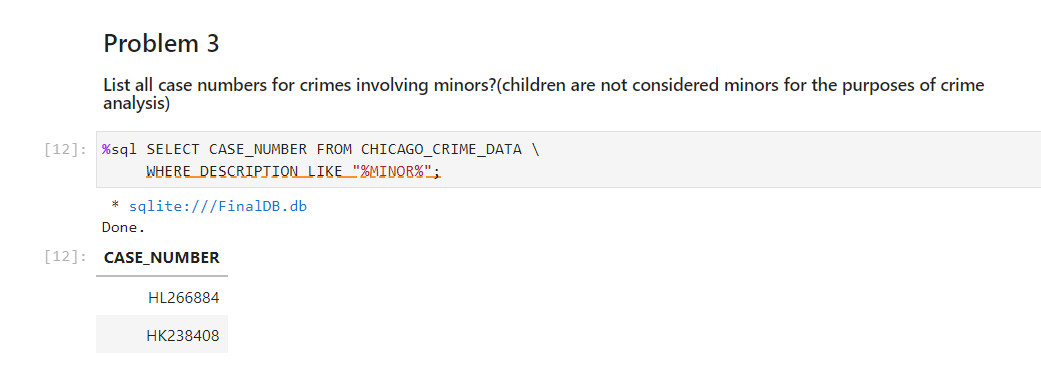 Problem 3
List all case numbers for crimes involving minors?(children are not considered minors for the purposes of crime
analysis)
[12]: %sql SELECT CASE_NUMBER FROM CHICAGO_CRIME_DATA \
WHERE DESCRIPTION LIKE "%MINOR%";
* sqlite:///FinalDB.db
Done.
[12]: CASE_NUMBER
HL266884
HK238408